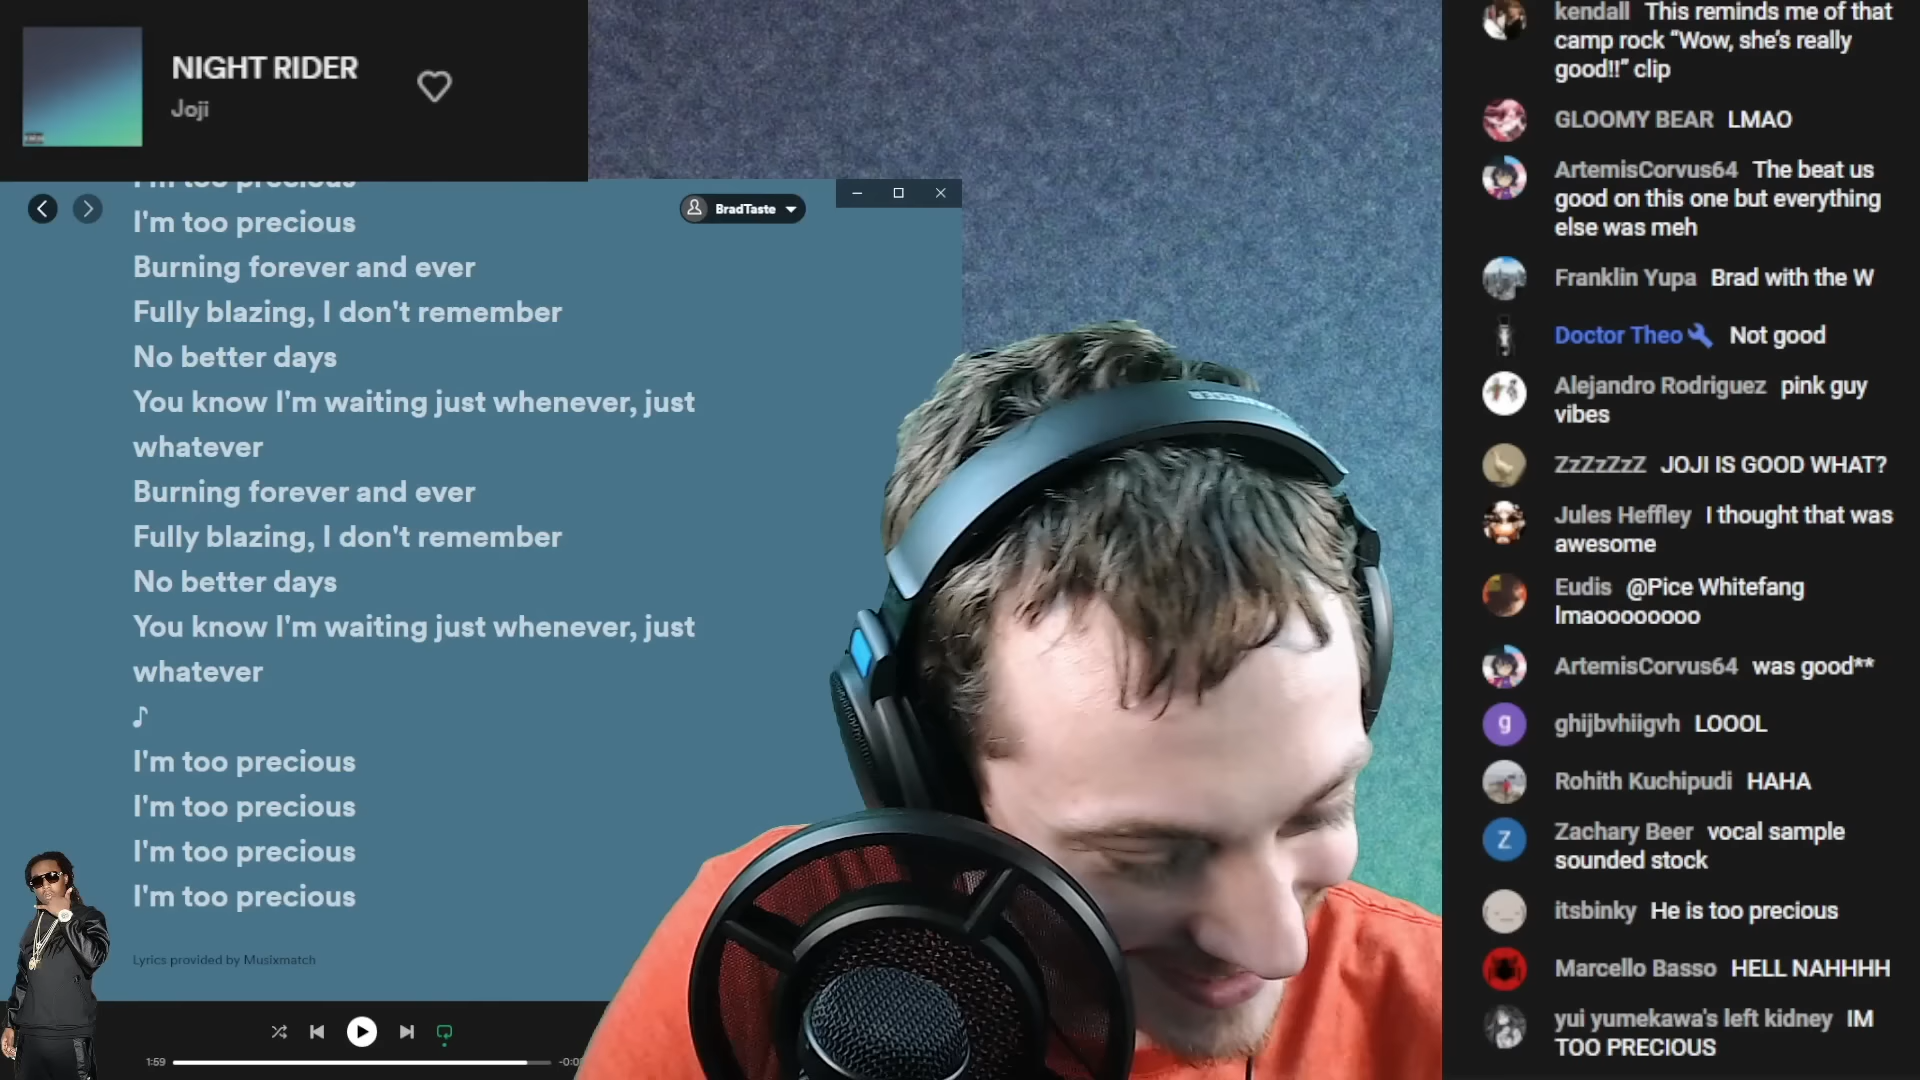 NIGHT RIDER
Joji
I'm too precious
BradTaste
I'm too precious
Burning forever and ever
Fully blazing, I don't remember
No better days
You know I'm waiting just whenever, just
whatever
Burning forever and ever
Fully blazing, I don't remember
No better days
You know I'm waiting just whenever, just
whatever
♪
I'm too precious
I'm too precious
I'm too precious
I'm too precious
Lyrics provided by Musixmatch
1:59
kendall This reminds me of that
camp rock “Wow, she's really
good!!” clip
GLOOMY BEAR LMAO
ArtemisCorvus64 The beat us
good on this one but everything
else was meh
Franklin Yupa Brad with the W
Doctor Theo Not good
Alejandro Rodriguez pink guy
vibes
ZzZzZzZ JOJI IS GOOD WHAT?
Jules Heffley I thought that was
awesome
Eudis @Pice Whitefang
lmaoooooooo
ArtemisCorvus64 was good**
g
ghijbvhiigvh LOOOL
Rohith Kuchipudi HAHA
Z
Zachary Beer vocal sample
sounded stock
itsbinky He is too precious
Marcello Basso HELL NAHHHH
yui yumekawa's left kidney IM
TOO PRECIOUS